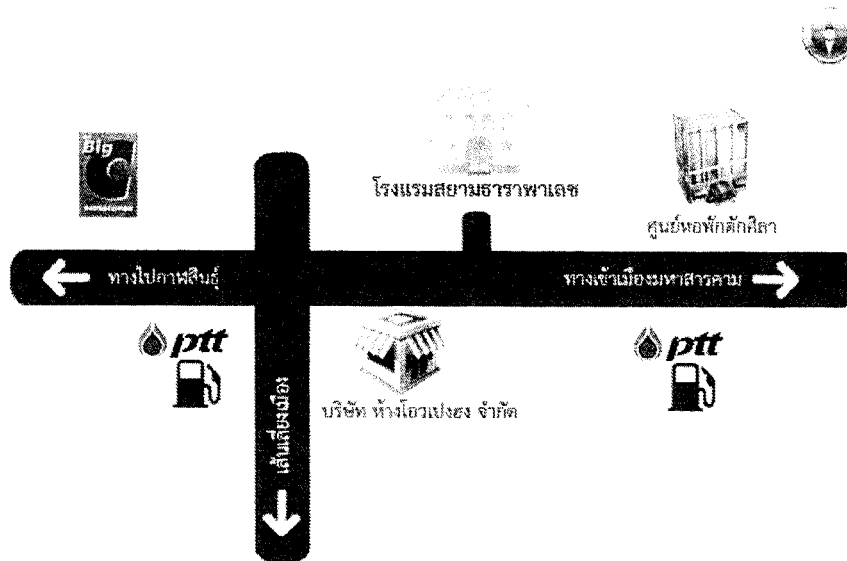 Big C
โรงแรมสยามธาราพาเลช
ศูนย์หอพักตักศิลา
ทางไปกาฬสินธุ์
ทางเข้าเมืองมหาสารคาม
ptt
ptt
บริษัท ห้างโอวเปงฮง จำกัด
เส้นเลี่ยงเมือง